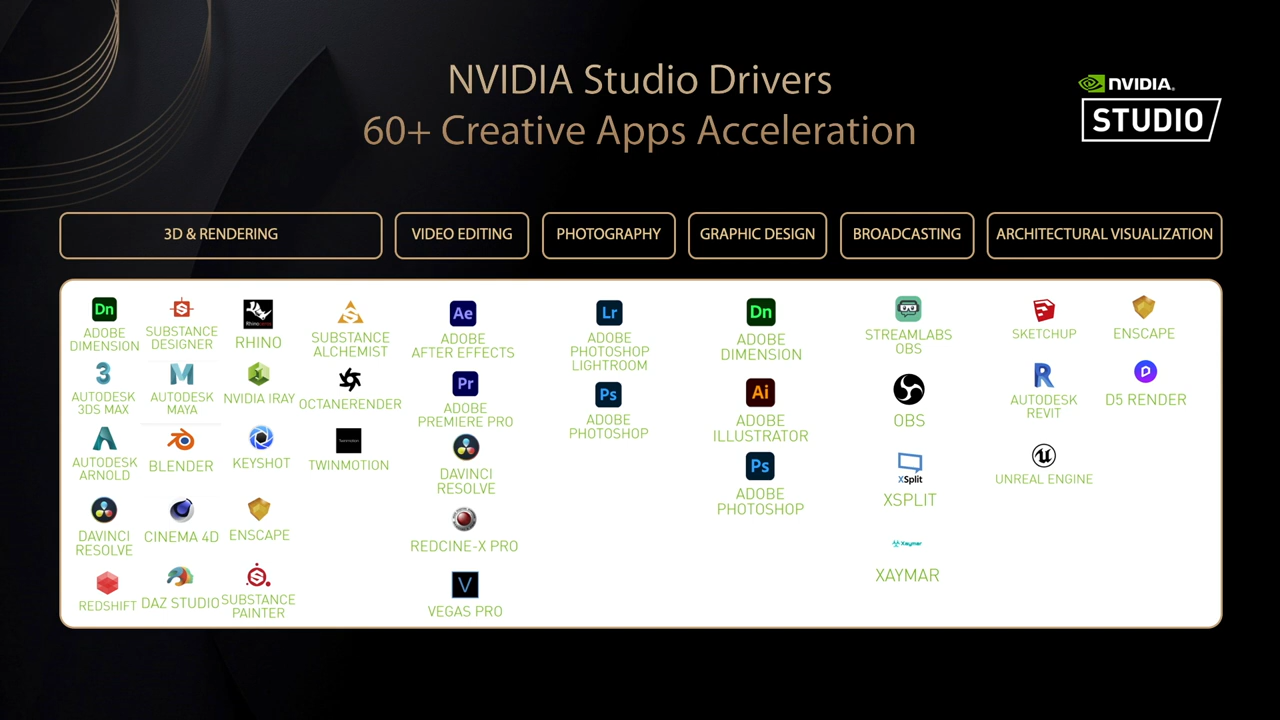 NVIDIA Studio Drivers
60+ Creative Apps Acceleration
NVIDIA®
STUDIO
3D & RENDERING
VIDEO EDITING
PHOTOGRAPHY
GRAPHIC DESIGN
BROADCASTING
ARCHITECTURAL VISUALIZATION
Dn
ADOBE
DIMENSION
SUBSTANCE
DESIGNER
RHINO
SUBSTANCE
ALCHEMIST
3
AUTODESK
3DS MAX
M
AUTODESK
MAYA
NVIDIA IRAY
OCTANERENDER
AUTODESK
ARNOLD
BLENDER
KEYSHOT
Twinmotion
TWINMOTION
DAVINCI
RESOLVE
CINEMA 4D
ENSCAPE
REDSHIFT
DAZ STUDIO
SUBSTANCE
PAINTER
Ae
ADOBE
AFTER EFFECTS
Pr
ADOBE
PREMIERE PRO
DAVINCI
RESOLVE
REDCINE-X PRO
V
VEGAS PRO
Lr
ADOBE
PHOTOSHOP
LIGHTROOM
Ps
ADOBE
PHOTOSHOP
Dn
ADOBE
DIMENSION
Ai
ADOBE
ILLUSTRATOR
Ps
ADOBE
PHOTOSHOP
STREAMLABS
OBS
OBS
XSplit
XSPLIT
Xaymar
XAYMAR
SKETCHUP
ENSCAPE
R
AUTODESK
REVIT
D5 RENDER
UNREAL ENGINE